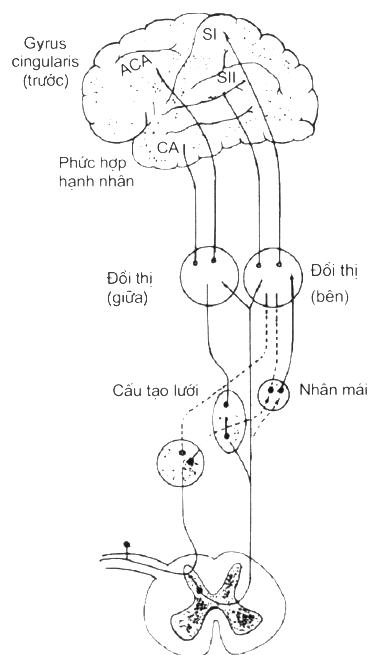 Gyrus
cingularis
(trước)
ACA
SI
SII
CA
Phức hợp
hạnh nhân
Đồi thị
(giữa)
Đồi thị
(bên)
Cấu tạo lưới
Nhân mái